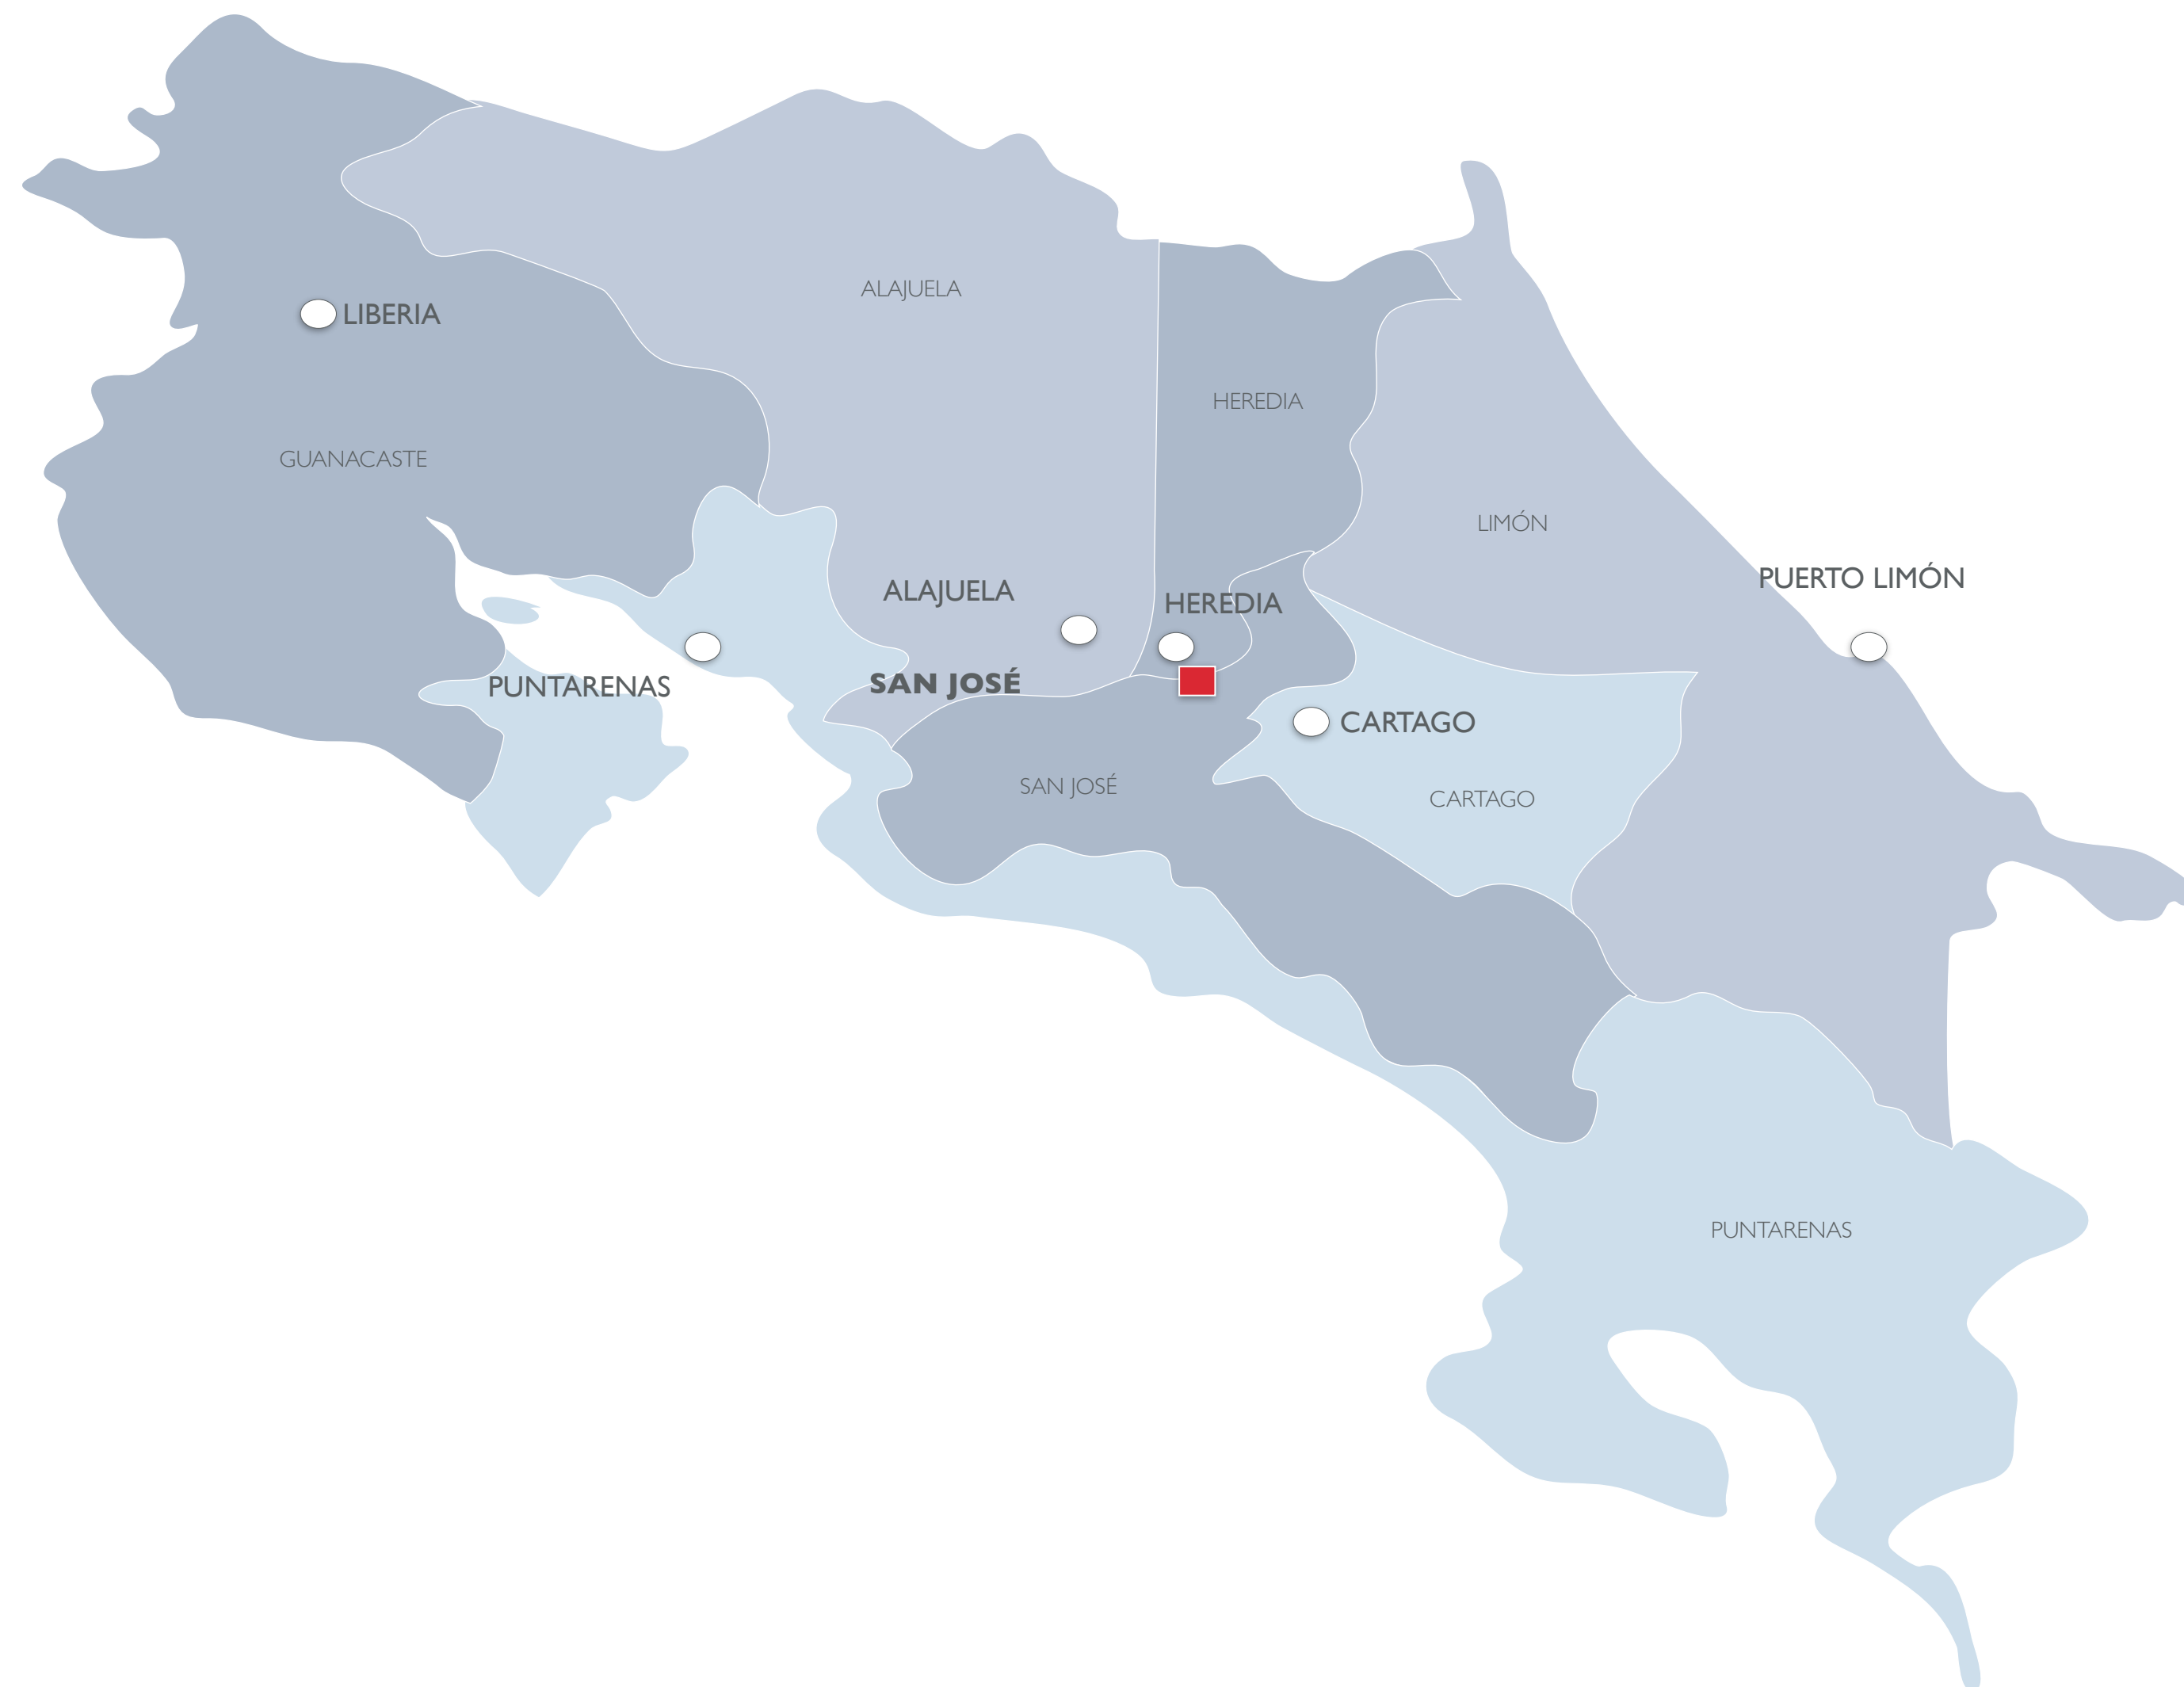 ALAJUELA
LIBERIA
HEREDIA
GUANACASTE
LIMÓN
PUERTO LIMÓN
ALAJUELA
HEREDIA
SAN JOSÉ
PUNTARENAS
CARTAGO
SAN JOSÉ
CARTAGO
PUNTARENAS